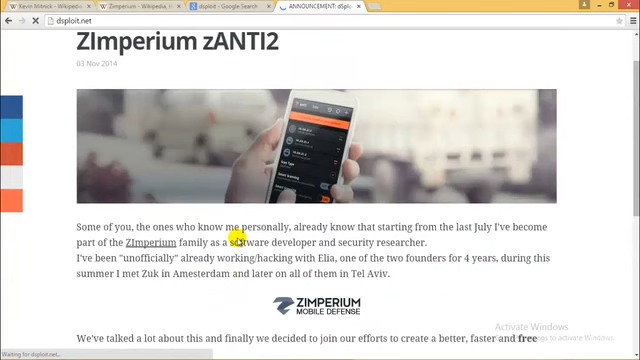 Kevin Mitnick - Wikipedia,
Zimperium - Wikipedia, t
dsploit - Google Search
ANNOUNCEMENT: dSploi
dsploit.net
ZImperium zANTI2
03 Nov 2014
Some of you, the ones who know me personally, already know that starting from the last July I've become
part of the ZImperium family as a software developer and security researcher.
I've been "unofficially" already working/hacking with Elia, one of the two founders for 4 years, during this
summer I met Zuk in Amesterdam and later on all of them in Tel Aviv.
ZIMPERIUM
MOBILE DEFENSE
We've talked a lot about this and finally we decided to join our efforts to create a better, faster and free
Activate Windows
settings to activate Windows.
Waiting for dsploit.net...